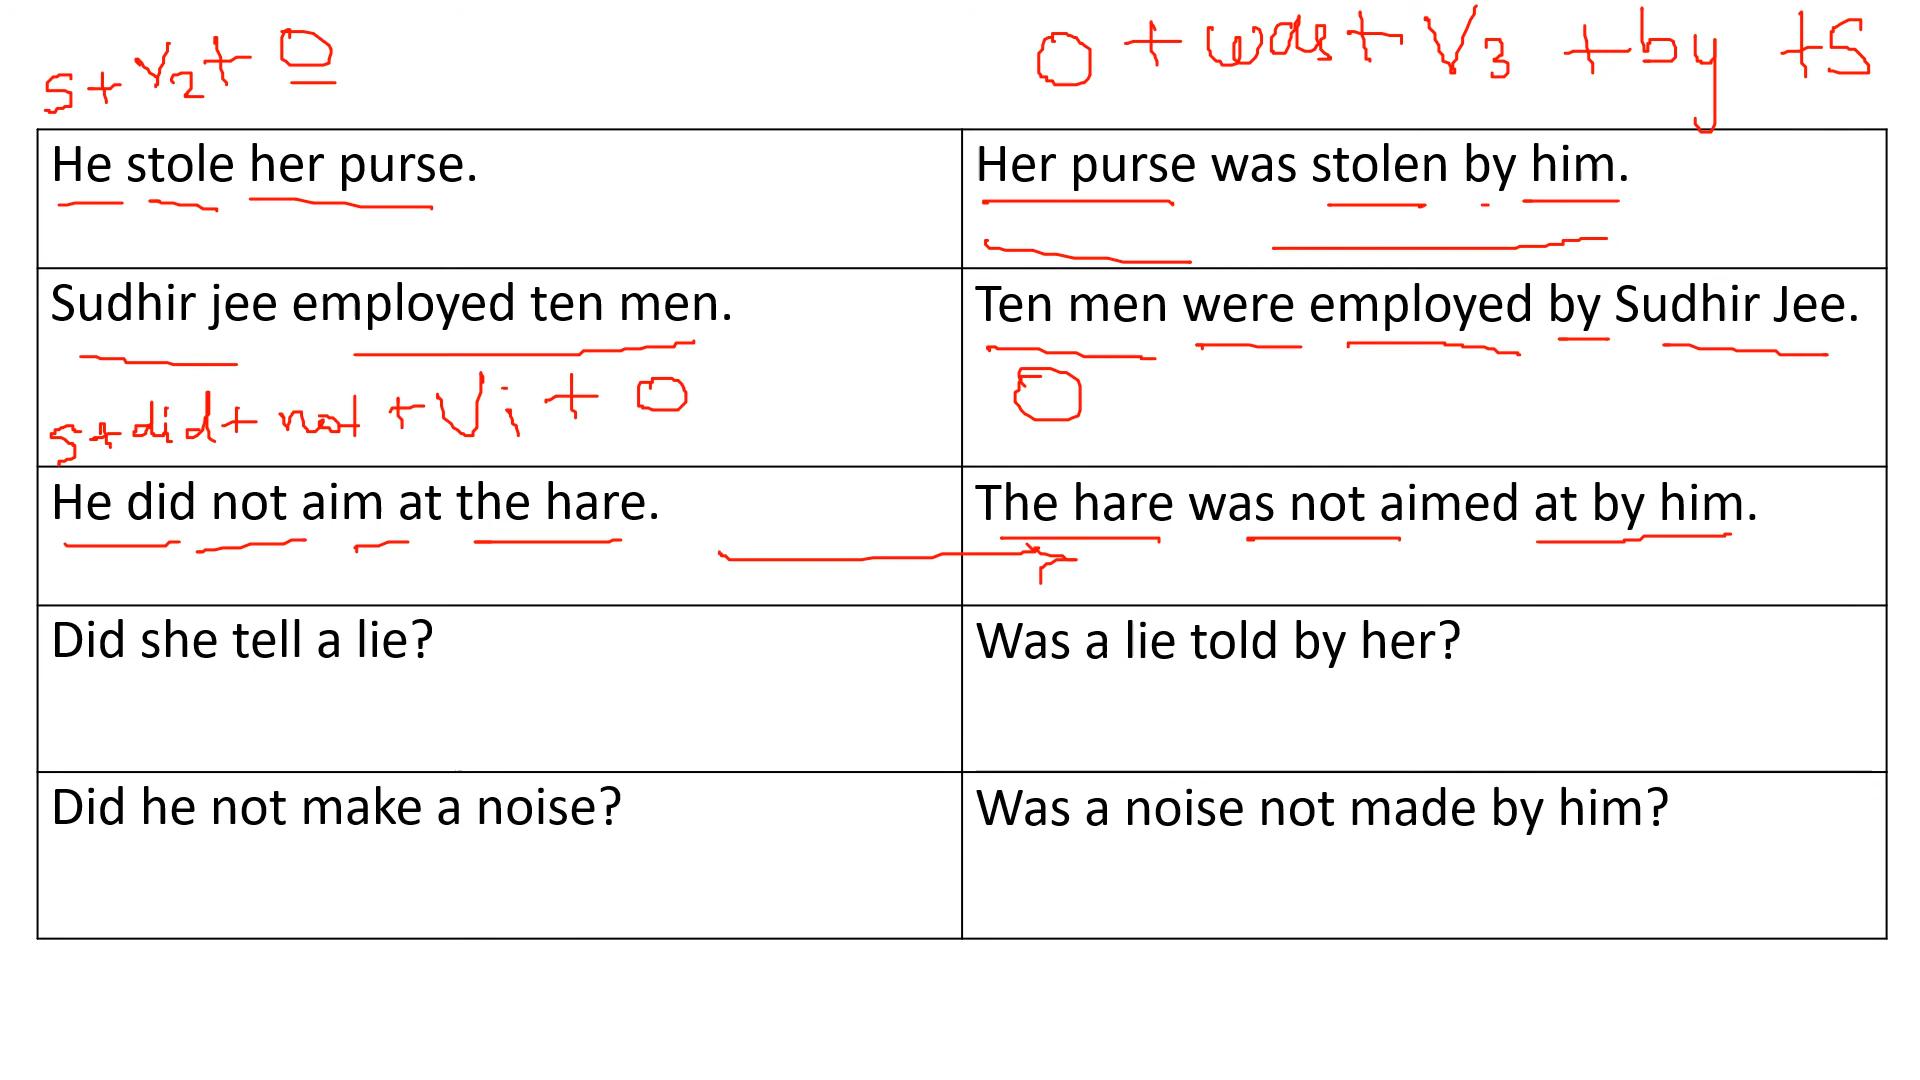 S + V2 + O
O + was + V3 + by + S
He stole her purse.
Her purse was stolen by him.
Sudhir jee employed ten men.
Ten men were employed by Sudhir Jee.
S + did + not + V1 + O
O
He did not aim at the hare.
The hare was not aimed at by him.
Did she tell a lie?
Was a lie told by her?
Did he not make a noise?
Was a noise not made by him?